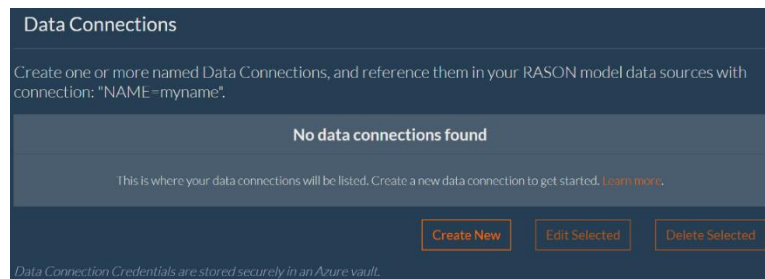 Data Connections
Create one or more named Data Connections, and reference them in your RASON model data sources with
connection: "NAME=myname".
No data connections found
This is where your data connections will be listed. Create a new data connection to get started. Learn more.
Create New Edit Selected Delete Selected
Data Connection Credentials are stored securely in an Azure vault.